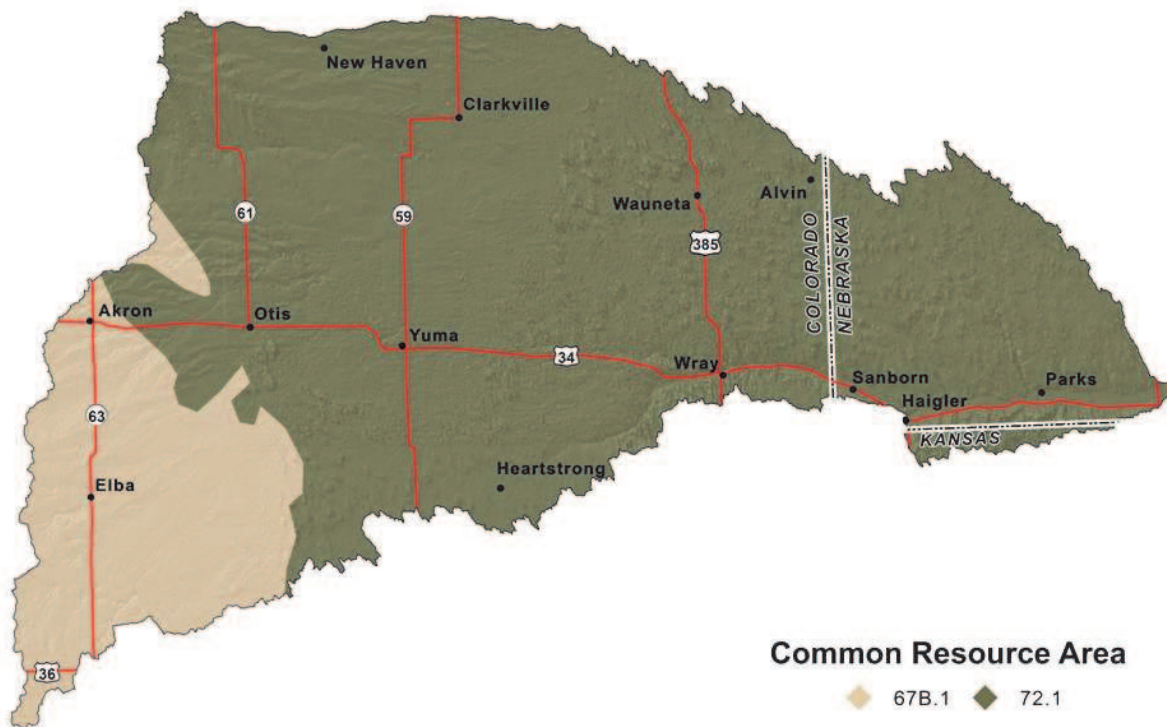 New Haven
Clarkville
Wauneta
Alvin
61
59
385
COLORADO
NEBRASKA
Akron
Otis
Yuma
34
Wray
Sanborn
Parks
Haigler
63
KANSAS
Elba
Heartstrong
36
Common Resource Area
67B.1 72.1